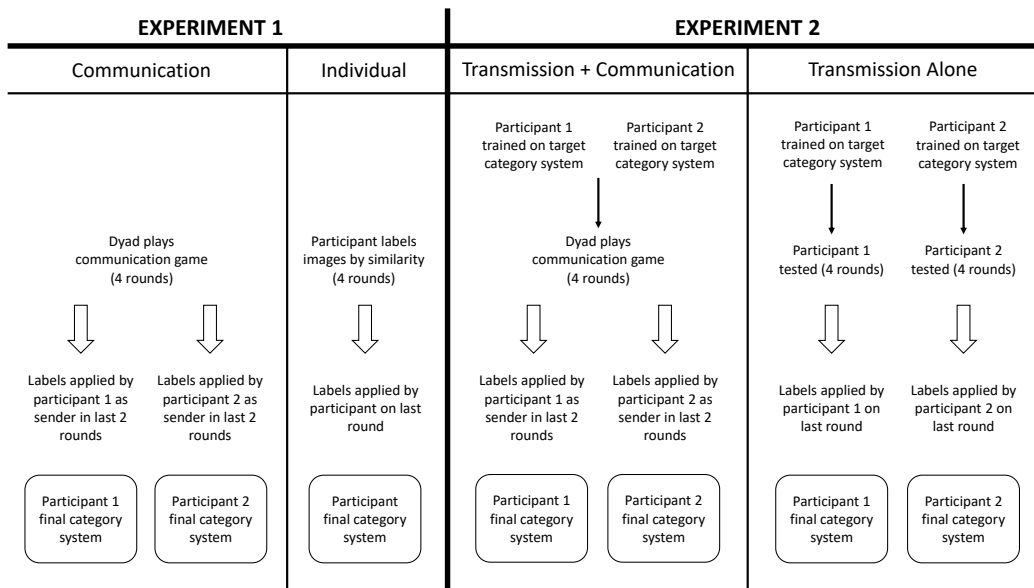 EXPERIMENT 1
EXPERIMENT 2
Communication
Individual
Transmission + Communication
Transmission Alone
Participant 1
trained on target
category system
Participant 2
trained on target
category system
Participant 1
trained on target
category system
Participant 2
trained on target
category system
Dyad plays
communication game
(4 rounds)
Participant labels
images by similarity
(4 rounds)
Dyad plays
communication game
(4 rounds)
Participant 1
tested (4 rounds)
Participant 2
tested (4 rounds)
Labels applied by
participant 1 as
sender in last 2
rounds
Labels applied by
participant 2 as
sender in last 2
rounds
Labels applied by
participant on last
round
Labels applied by
participant 1 as
sender in last 2
rounds
Labels applied by
participant 2 as
sender in last 2
rounds
Labels applied by
participant 1 on
last round
Labels applied by
participant 2 on
last round
Participant 1
final category
system
Participant 2
final category
system
Participant
final category
system
Participant 1
final category
system
Participant 2
final category
system
Participant 1
final category
system
Participant 2
final category
system